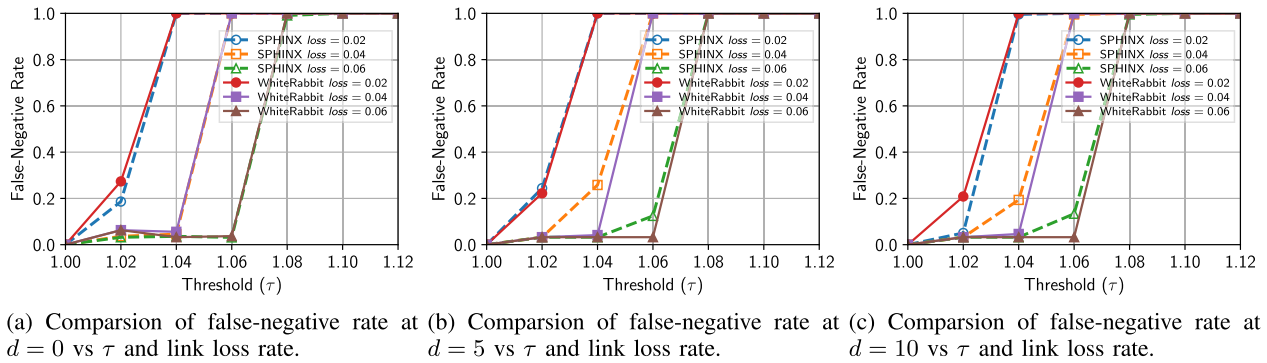 1.0
0.8
0.6
0.4
0.2
0.0
False-Negative Rate
SPHINX loss = 0.02
SPHINX loss = 0.04
SPHINX loss = 0.06
WhiteRabbit loss = 0.02
WhiteRabbit loss = 0.04
WhiteRabbit loss = 0.06
1.00 1.02 1.04 1.06 1.08 1.10 1.12
Threshold (τ)
(a) Comparsion of false-negative rate at
d = 0 vs τ and link loss rate.
1.0
0.8
0.6
0.4
0.2
0.0
False-Negative Rate
SPHINX loss = 0.02
SPHINX loss = 0.04
SPHINX loss = 0.06
WhiteRabbit loss = 0.02
WhiteRabbit loss = 0.04
WhiteRabbit loss = 0.06
1.00 1.02 1.04 1.06 1.08 1.10 1.12
Threshold (τ)
(b) Comparsion of false-negative rate at
d = 5 vs τ and link loss rate.
1.0
0.8
0.6
0.4
0.2
0.0
False-Negative Rate
SPHINX loss = 0.02
SPHINX loss = 0.04
SPHINX loss = 0.06
WhiteRabbit loss = 0.02
WhiteRabbit loss = 0.04
WhiteRabbit loss = 0.06
1.00 1.02 1.04 1.06 1.08 1.10 1.12
Threshold (τ)
(c) Comparsion of false-negative rate at
d = 10 vs τ and link loss rate.